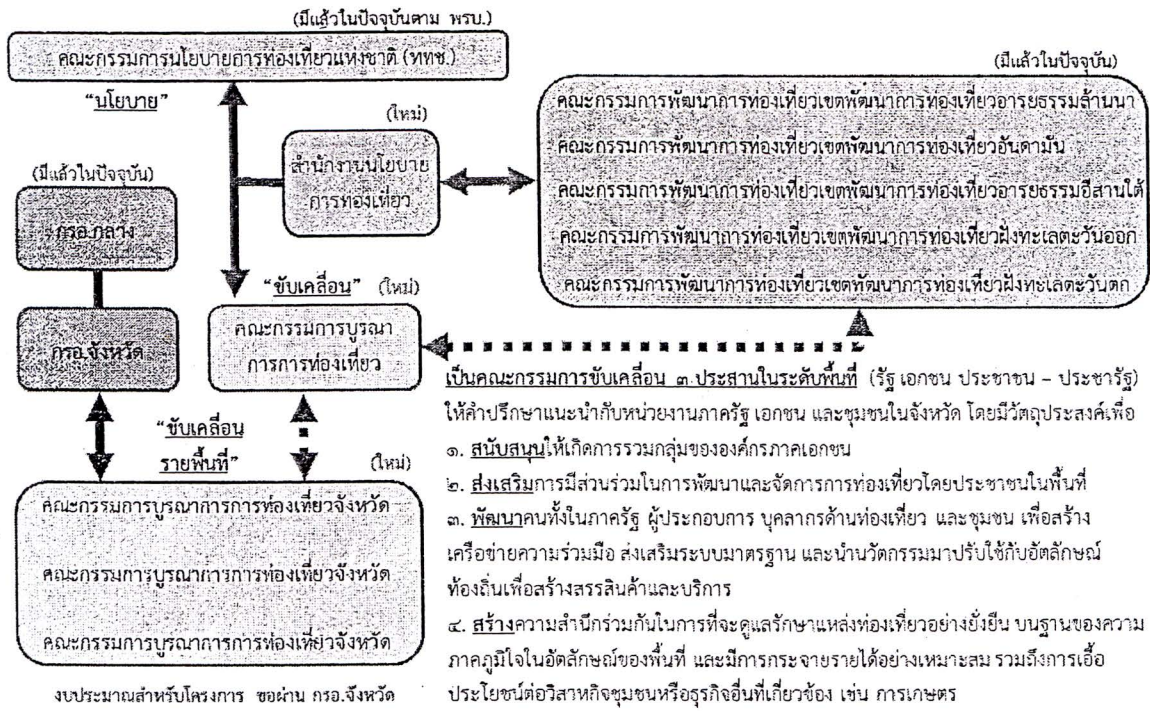 (มีแล้วในปัจจุบันตาม พรบ.)
คณะกรรมการนโยบายการท่องเที่ยวแห่งชาติ (ททช.)
“นโยบาย”
(ใหม่)
สำนักงานนโยบาย
การท่องเที่ยว
(มีแล้วในปัจจุบัน)
คณะกรรมการพัฒนาการท่องเที่ยวเขตพัฒนาการท่องเที่ยวอารยธรรมล้านนา
คณะกรรมการพัฒนาการท่องเที่ยวเขตพัฒนาการท่องเที่ยวอันดามัน
คณะกรรมการพัฒนาการท่องเที่ยวเขตพัฒนาการท่องเที่ยวอารยธรรมอีสานใต้
คณะกรรมการพัฒนาการท่องเที่ยวเขตพัฒนาการท่องเที่ยวฝั่งทะเลตะวันออก
คณะกรรมการพัฒนาการท่องเที่ยวเขตพัฒนาการท่องเที่ยวฝั่งทะเลตะวันตก
(มีแล้วในปัจจุบัน)
กรอ.กลาง
กรอ.จังหวัด
“ขับเคลื่อน” (ใหม่)
คณะกรรมการบูรณา
การการท่องเที่ยว
“ขับเคลื่อน
รายพื้นที่”
(ใหม่)
คณะกรรมการบูรณาการการท่องเที่ยวจังหวัด
คณะกรรมการบูรณาการการท่องเที่ยวจังหวัด
คณะกรรมการบูรณาการการท่องเที่ยวจังหวัด
งบประมาณสำหรับโครงการ ขอผ่าน กรอ.จังหวัด
เป็นคณะกรรมการขับเคลื่อน ๓ ประสานในระดับพื้นที่ (รัฐ เอกชน ประชาชน – ประชารัฐ)
ให้คำปรึกษาแนะนำกับหน่วยงานภาครัฐ เอกชน และชุมชนในจังหวัด โดยมีวัตถุประสงค์เพื่อ
๑. สนับสนุนให้เกิดการรวมกลุ่มขององค์กรภาคเอกชน
๒. ส่งเสริมการมีส่วนร่วมในการพัฒนาและจัดการการท่องเที่ยวโดยประชาชนในพื้นที่
๓. พัฒนาคนทั้งในภาครัฐ ผู้ประกอบการ บุคลากรด้านท่องเที่ยว และชุมชน เพื่อสร้าง
เครือข่ายความร่วมมือ ส่งเสริมระบบมาตรฐาน และนำนวัตกรรมมาปรับใช้กับอัตลักษณ์
ท้องถิ่นเพื่อสร้างสรรสินค้าและบริการ
๔. สร้างความสำนึกร่วมกันในการที่จะดูแลรักษาแหล่งท่องเที่ยวอย่างยั่งยืน บนฐานของความ
ภาคภูมิใจในอัตลักษณ์ของพื้นที่ และมีการกระจายรายได้อย่างเหมาะสม รวมถึงการเอื้อ
ประโยชน์ต่อวิสาหกิจชุมชนหรือธุรกิจอื่นที่เกี่ยวข้อง เช่น การเกษตร